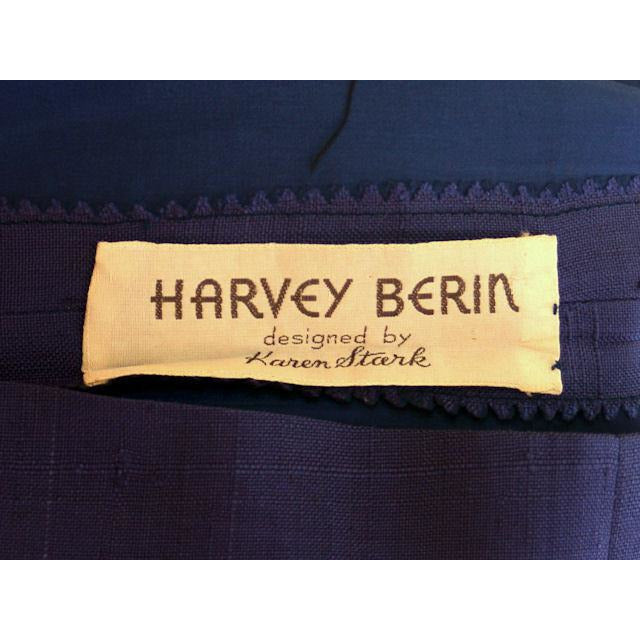 HARVEY BERIN
designed by
Karen Stark